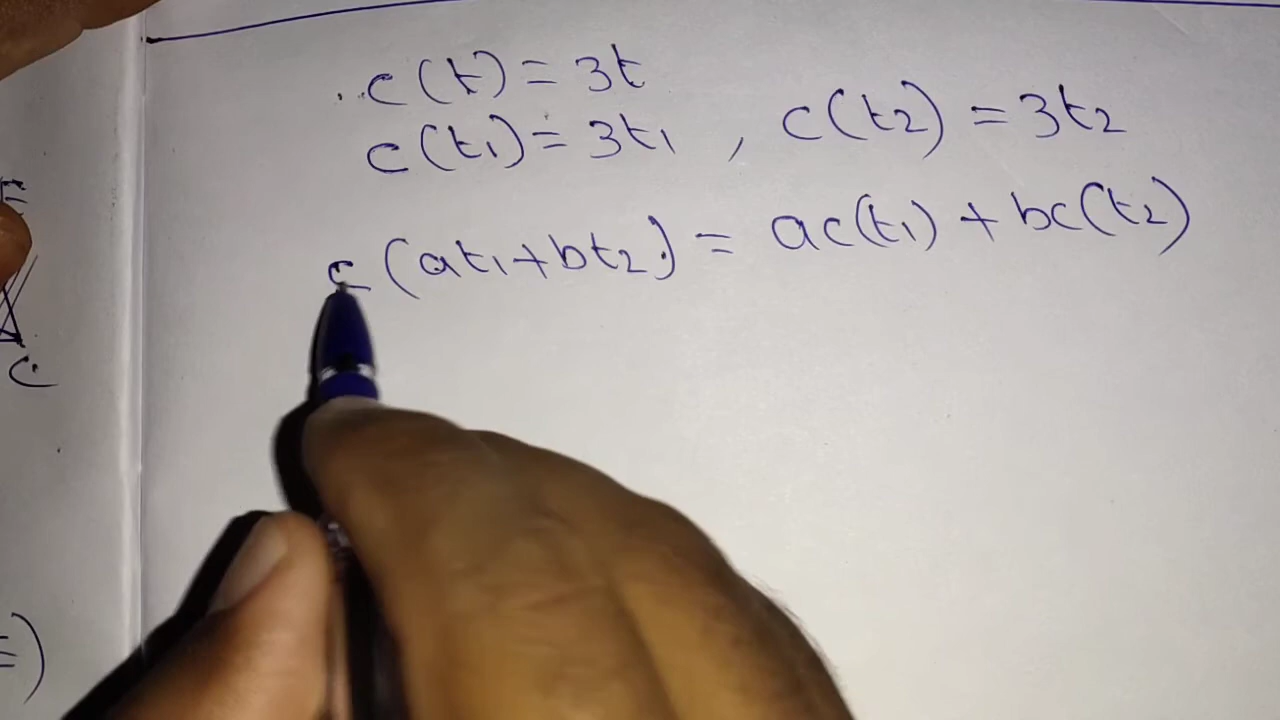 c(t) = 3t
c(t₁) = 3t₁ , c(t₂) = 3t₂
c(at₁+bt₂) = ac(t₁) + bc(t₂)
C